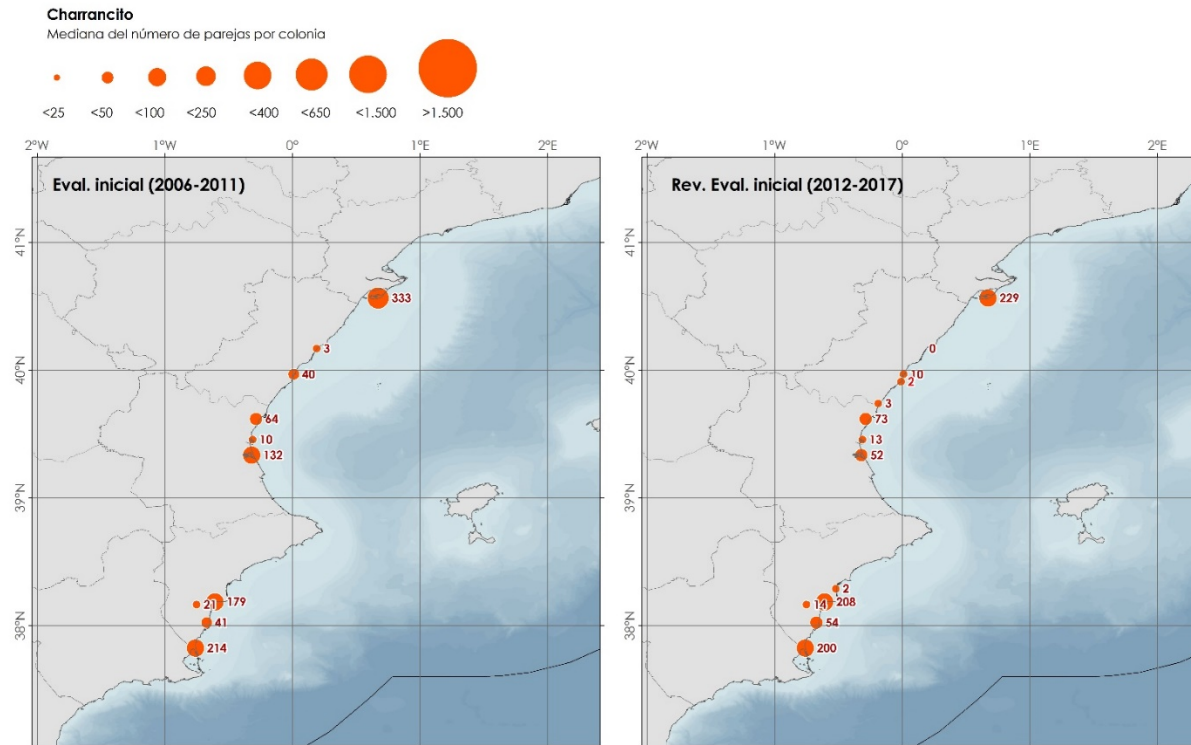 Charrancito
Mediana del número de parejas por colonia
<25 <50 <100 <250 <400 <650 <1.500 >1.500
2°W 1°W 0° 1°E 2°E
Eval. inicial (2006-2011)
41°N
333
3
40°N
40
64
10
132
39°N
21 179
38°N
41
214
2°W 1°W 0° 1°E 2°E
Rev. Eval. inicial (2012-2017)
41°N
229
0
40°N
10
2
3
73
13
52
39°N
2
14 208
38°N
54
200